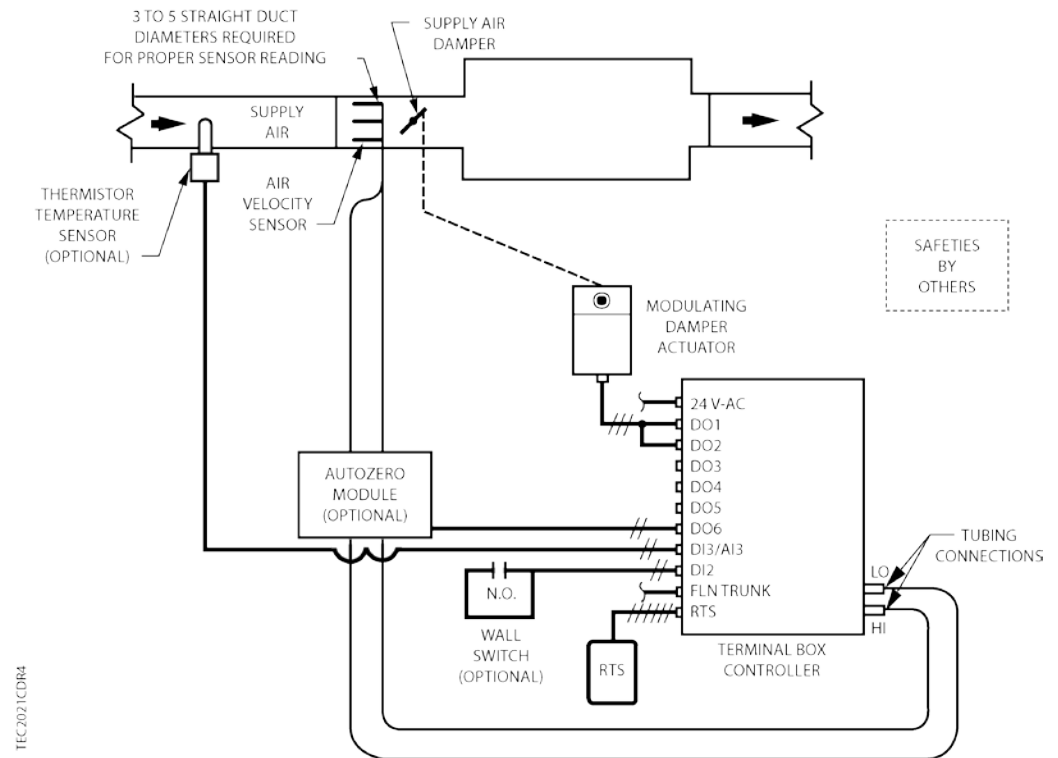 3 TO 5 STRAIGHT DUCT
DIAMETERS REQUIRED
FOR PROPER SENSOR READING
SUPPLY AIR
DAMPER
SUPPLY
AIR
THERMISTOR
TEMPERATURE
SENSOR
(OPTIONAL)
AIR
VELOCITY
SENSOR
SAFETIES
BY
OTHERS
MODULATING
DAMPER
ACTUATOR
24 V-AC
DO1
DO2
DO3
DO4
DO5
DO6
DI3/AI3
DI2
FLN TRUNK
RTS
AUTOZERO
MODULE
(OPTIONAL)
TUBING
CONNECTIONS
LO
HI
N.O.
WALL
SWITCH
(OPTIONAL)
RTS
TERMINAL BOX
CONTROLLER
TEC2021CDR4